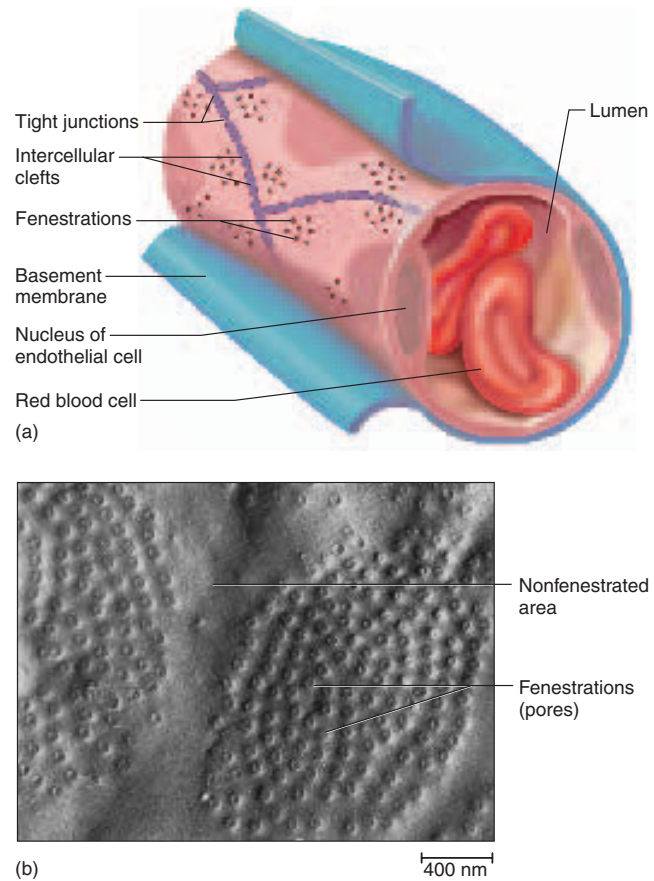 Tight junctions
Intercellular
clefts
Fenestrations
Basement
membrane
Nucleus of
endothelial cell
Red blood cell
(a)
Lumen
Nonfenestrated
area
Fenestrations
(pores)
(b)
400 nm